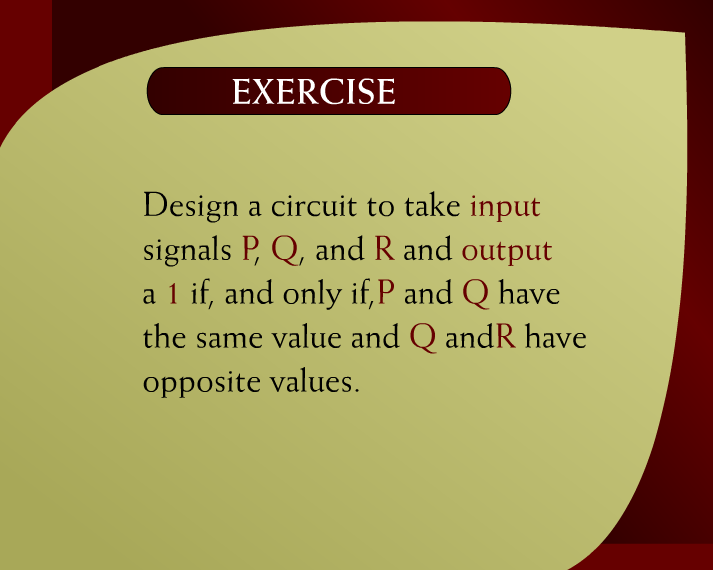 EXERCISE
Design a circuit to take input
signals P, Q, and R and output
a 1 if, and only if,P and Q have
the same value and Q andR have
opposite values.